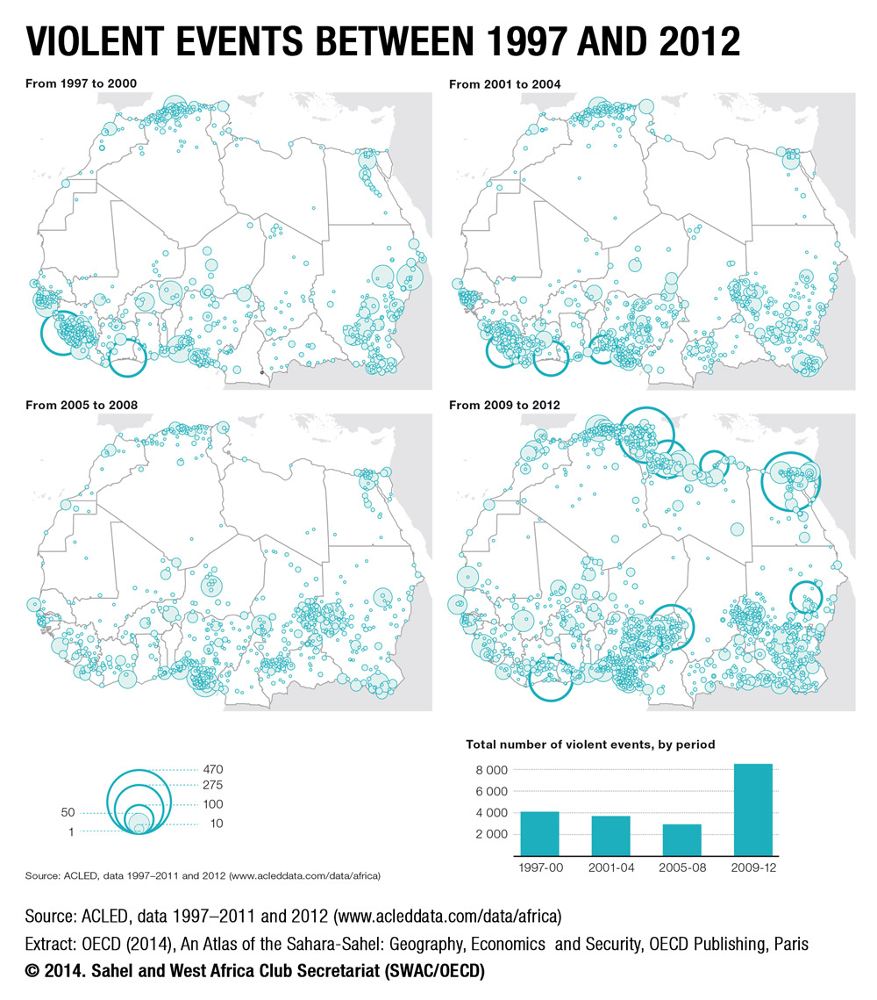 VIOLENT EVENTS BETWEEN 1997 AND 2012
From 1997 to 2000
From 2001 to 2004
From 2005 to 2008
From 2009 to 2012
470
275
100
50
10
1
Total number of violent events, by period
8 000
6 000
4 000
2 000
1997-00
2001-04
2005-08
2009-12
Source: ACLED, data 1997–2011 and 2012 (www.acleddata.com/data/africa)
Source: ACLED, data 1997–2011 and 2012 (www.acleddata.com/data/africa)
Extract: OECD (2014), An Atlas of the Sahara-Sahel: Geography, Economics  and Security, OECD Publishing, Paris
© 2014. Sahel and West Africa Club Secretariat (SWAC/OECD)